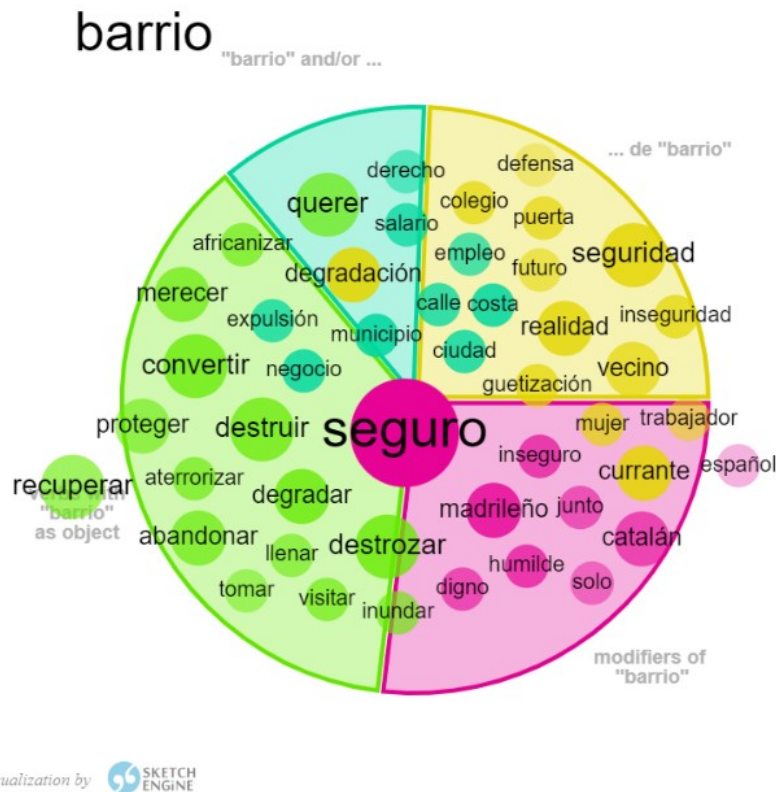 barrio
"barrio" and/or ...
... de "barrio"
derecho
defensa
querer
colegio
puerta
salario
africanizar
empleo
seguridad
degradación
futuro
merecer
calle
costa
expulsión
realidad
inseguridad
municipio
convertir
ciudad
negocio
vecino
guetización
proteger
destruir
seguro
mujer
trabajador
inseguro
español
recuperar
aterrorizar
currante
verbs with
"barrio"
as object
degradar
madrileño
junto
abandonar
destrozar
catalán
llenar
humilde
tomar
visitar
digno
solo
inundar
modifiers of
"barrio"
ualization by
SKETCH
ENGINE